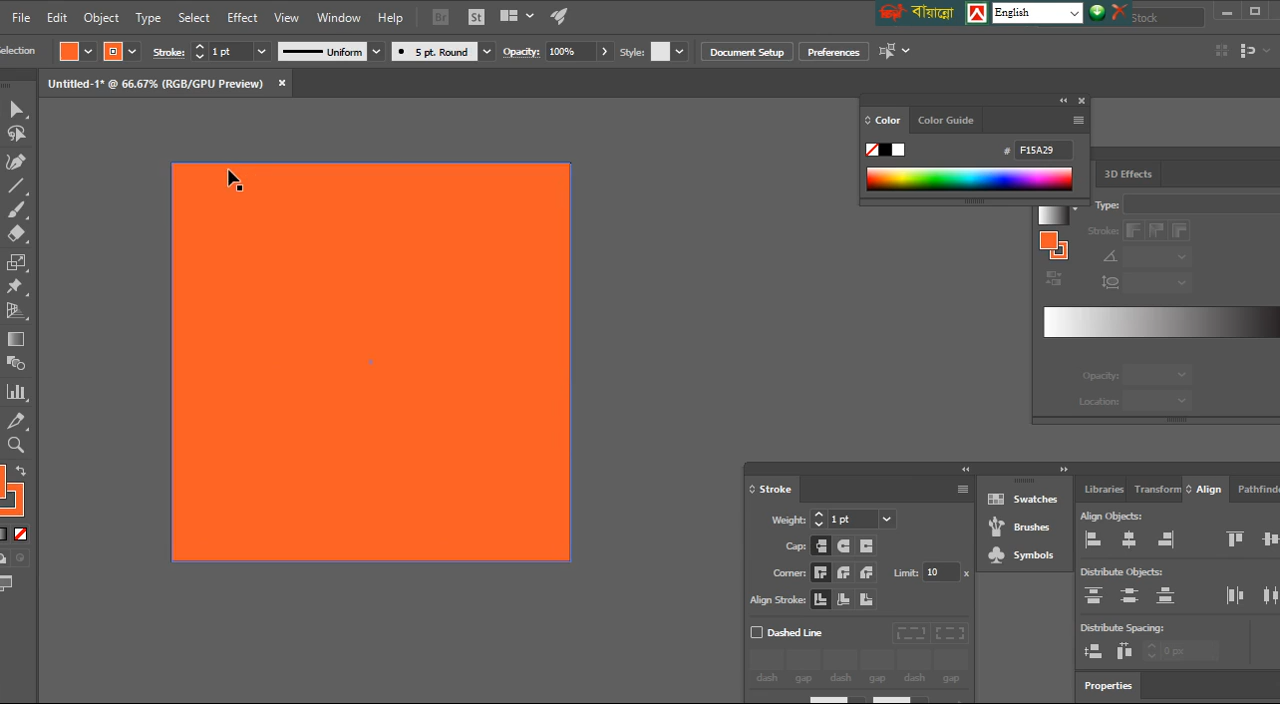 File Edit Object Type Select Effect View Window Help Br St বায়ান্নো English Stock
Selection Stroke: 1 pt Uniform 5 pt. Round Opacity: 100% Style: Document Setup Preferences
Untitled-1* @ 66.67% (RGB/GPU Preview) ×
Color Color Guide
# F15A29
3D Effects
Type:
Stroke:
Opacity:
Location:
Stroke
Weight: 1 pt
Cap:
Corner: Limit: 10 x
Align Stroke:
Dashed Line
dash gap dash gap dash gap
Swatches
Brushes
Symbols
Libraries Transform Align Pathfinde
Align Objects:
Distribute Objects:
Distribute Spacing:
0 px
Properties